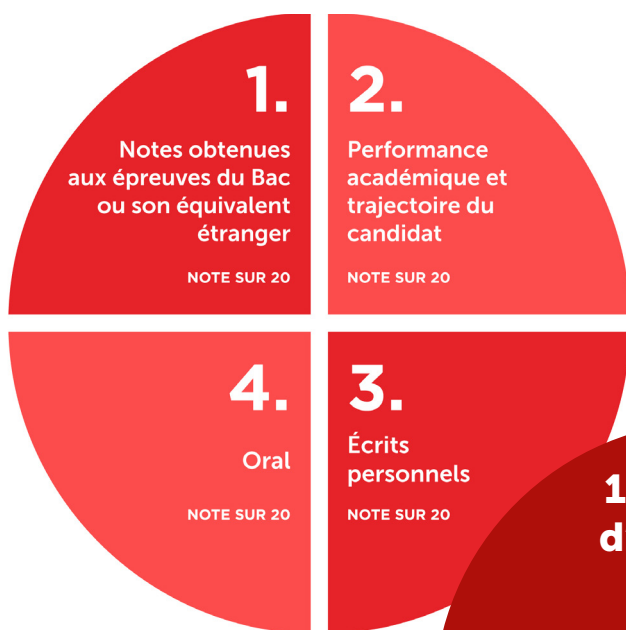 1.
Notes obtenues
aux épreuves du Bac
ou son équivalent
étranger
NOTE SUR 20
2.
Performance
académique et
trajectoire du
candidat
NOTE SUR 20
4.
Oral
NOTE SUR 20
3.
Écrits
personnels
NOTE SUR 20
1
d